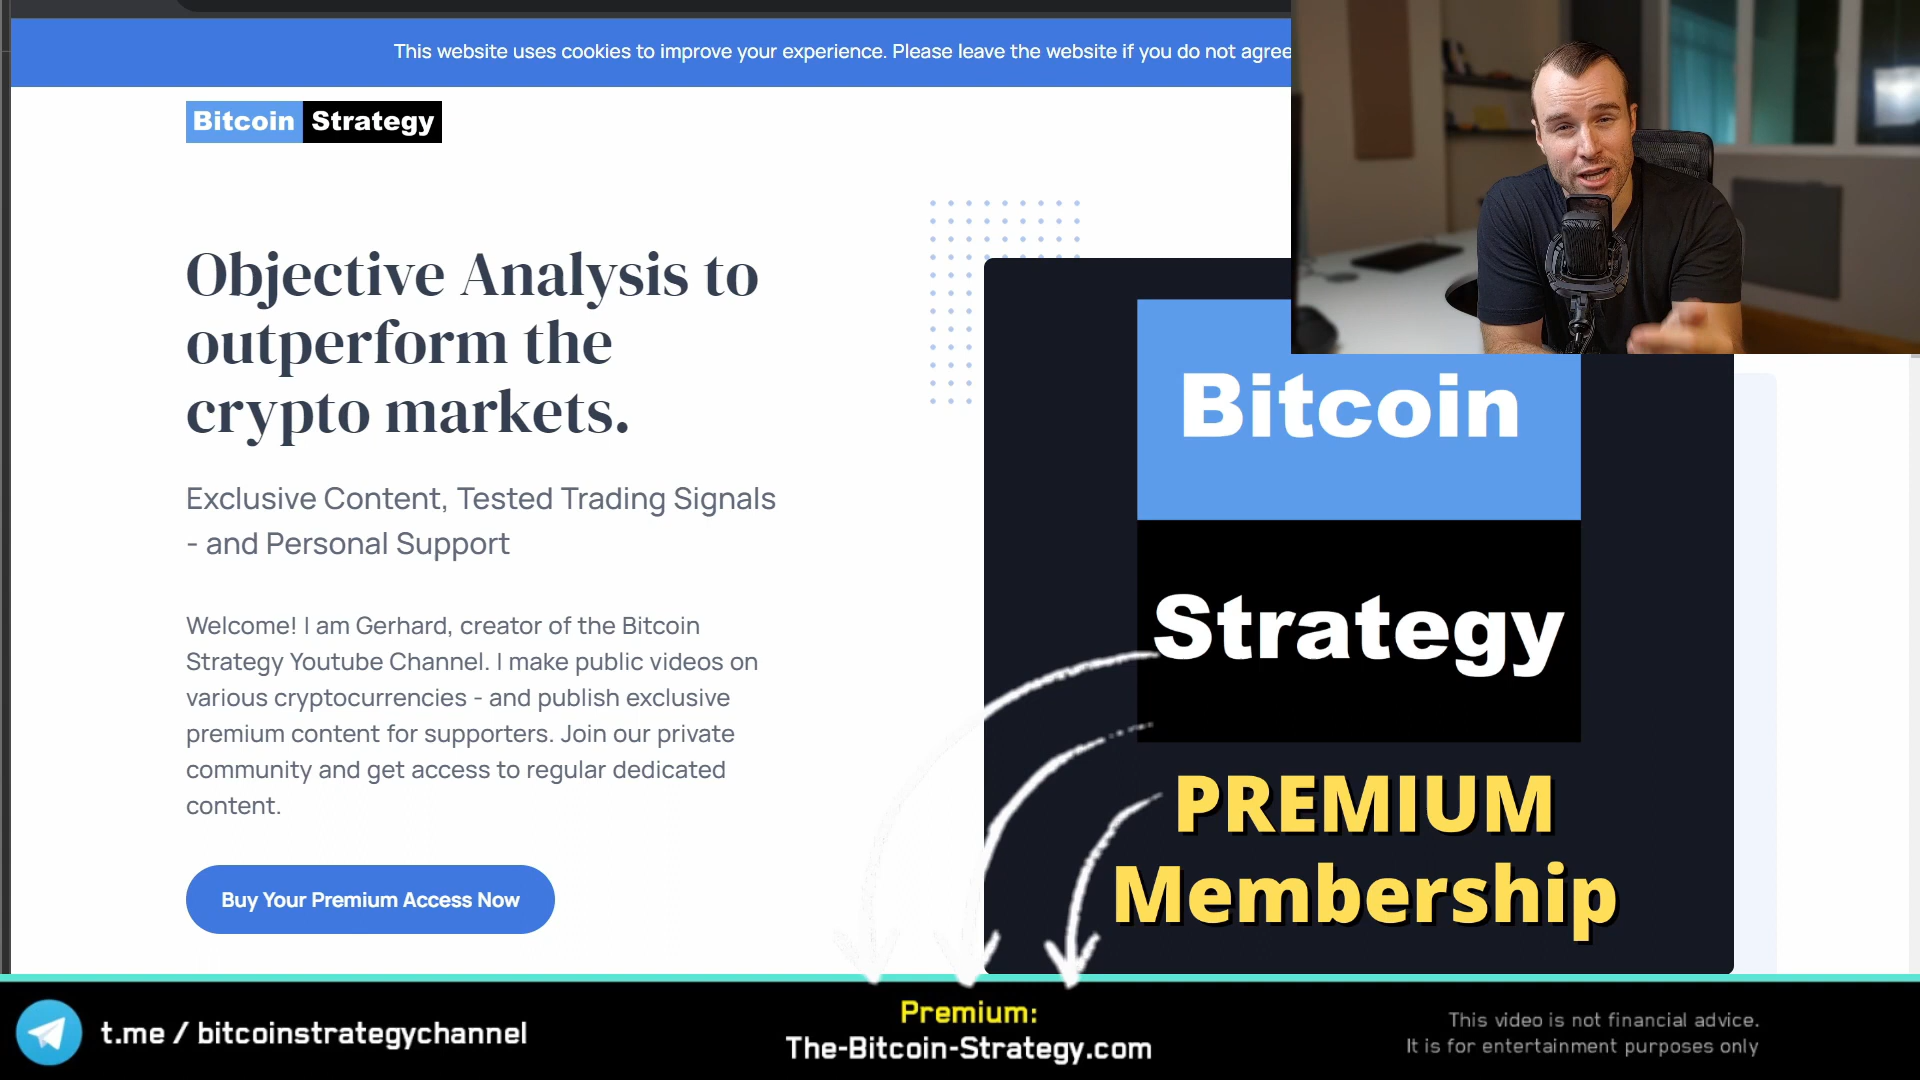 This website uses cookies to improve your experience. Please leave the website if you do not agree
Bitcoin Strategy
Objective Analysis to
outperform the
crypto markets.
Exclusive Content, Tested Trading Signals
- and Personal Support
Welcome! I am Gerhard, creator of the Bitcoin
Strategy Youtube Channel. I make public videos on
various cryptocurrencies - and publish exclusive
premium content for supporters. Join our private
community and get access to regular dedicated
content.
Buy Your Premium Access Now
Bitcoin
Strategy
PREMIUM
Membership
t.me / bitcoinstrategychannel
Premium:
The-Bitcoin-Strategy.com
This video is not financial advice.
It is for entertainment purposes only